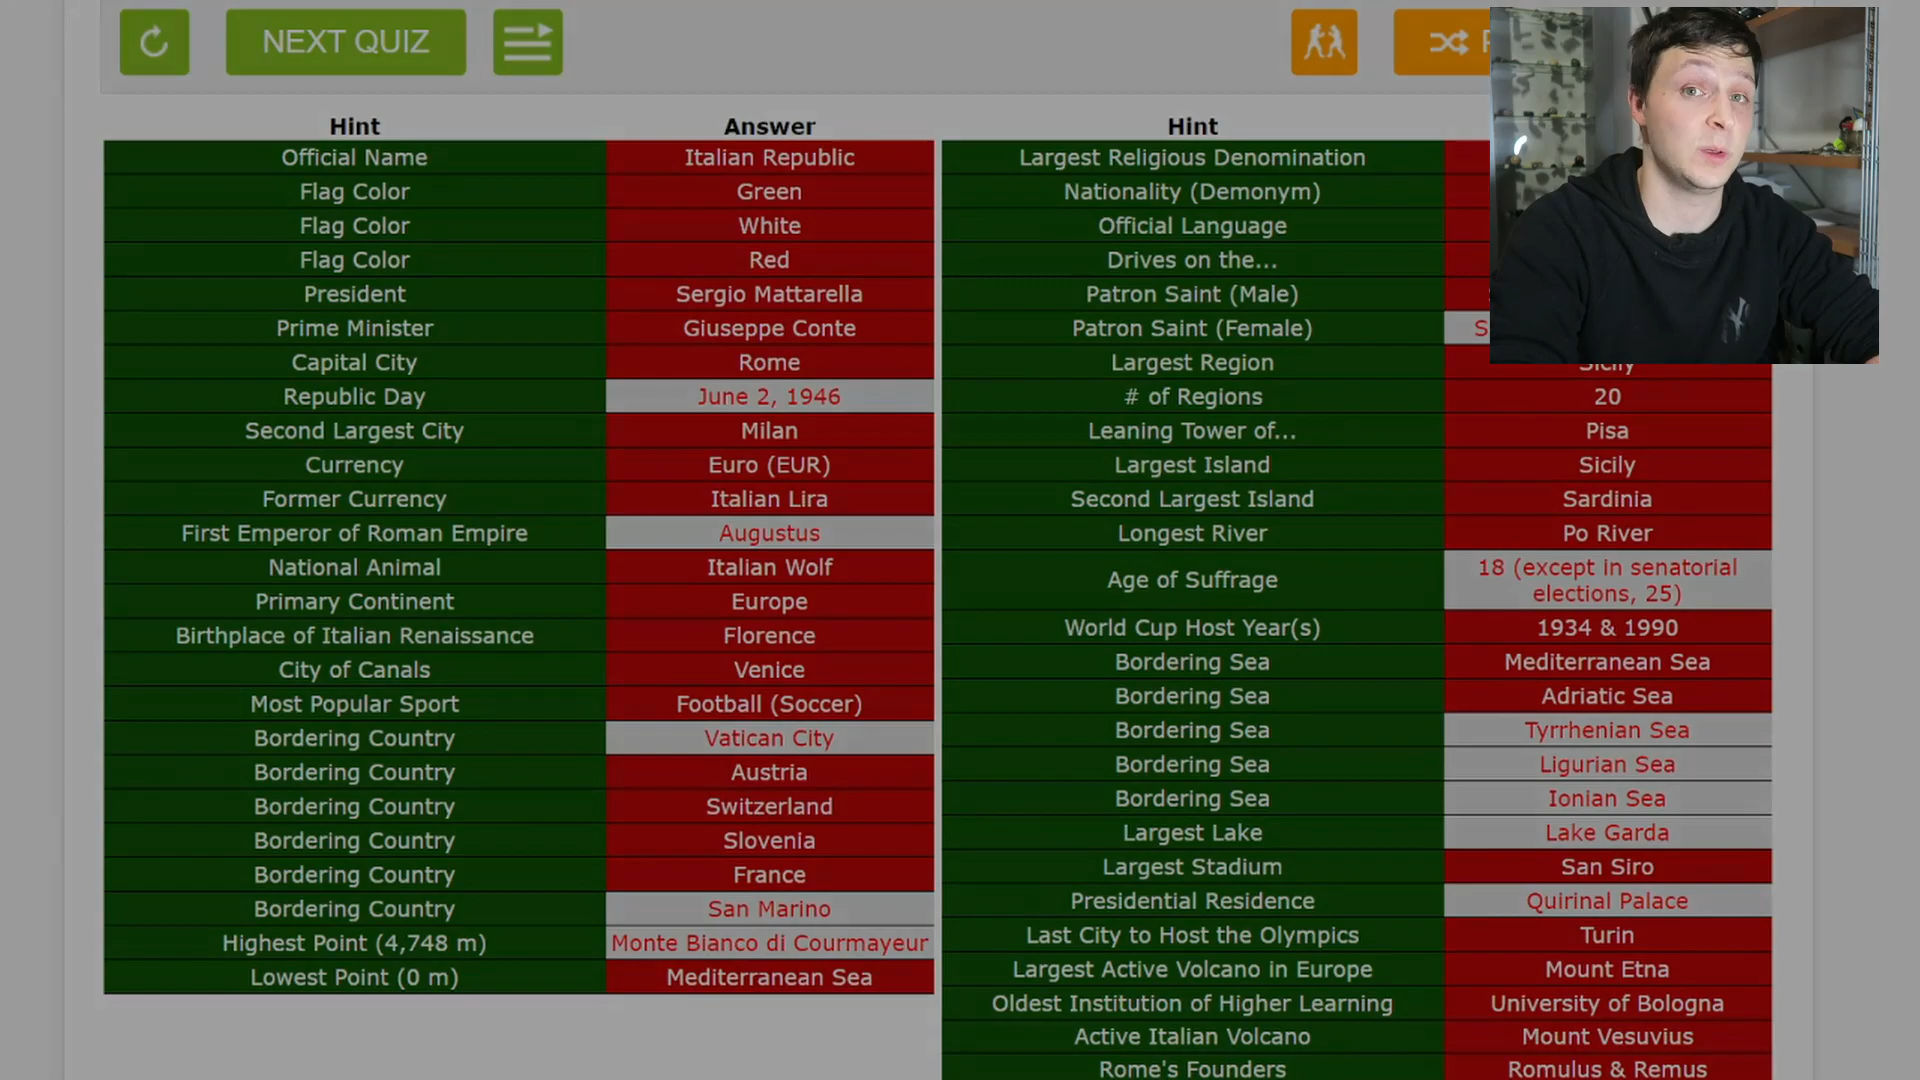 NEXT QUIZ
Hint Answer Hint
Official Name Italian Republic
Flag Color Green
Flag Color White
Flag Color Red
President Sergio Mattarella
Prime Minister Giuseppe Conte
Capital City Rome
Republic Day June 2, 1946
Second Largest City Milan
Currency Euro (EUR)
Former Currency Italian Lira
First Emperor of Roman Empire Augustus
National Animal Italian Wolf
Primary Continent Europe
Birthplace of Italian Renaissance Florence
City of Canals Venice
Most Popular Sport Football (Soccer)
Bordering Country Vatican City
Bordering Country Austria
Bordering Country Switzerland
Bordering Country Slovenia
Bordering Country France
Bordering Country San Marino
Highest Point (4,748 m) Monte Bianco di Courmayeur
Lowest Point (0 m) Mediterranean Sea
Largest Religious Denomination
Nationality (Demonym)
Official Language
Drives on the...
Patron Saint (Male)
Patron Saint (Female) S
Largest Region Sicily
# of Regions 20
Leaning Tower of... Pisa
Largest Island Sicily
Second Largest Island Sardinia
Longest River Po River
Age of Suffrage 18 (except in senatorial
elections, 25)
World Cup Host Year(s) 1934 & 1990
Bordering Sea Mediterranean Sea
Bordering Sea Adriatic Sea
Bordering Sea Tyrrhenian Sea
Bordering Sea Ligurian Sea
Bordering Sea Ionian Sea
Largest Lake Lake Garda
Largest Stadium San Siro
Presidential Residence Quirinal Palace
Last City to Host the Olympics Turin
Largest Active Volcano in Europe Mount Etna
Oldest Institution of Higher Learning University of Bologna
Active Italian Volcano Mount Vesuvius
Rome's Founders Romulus & Remus